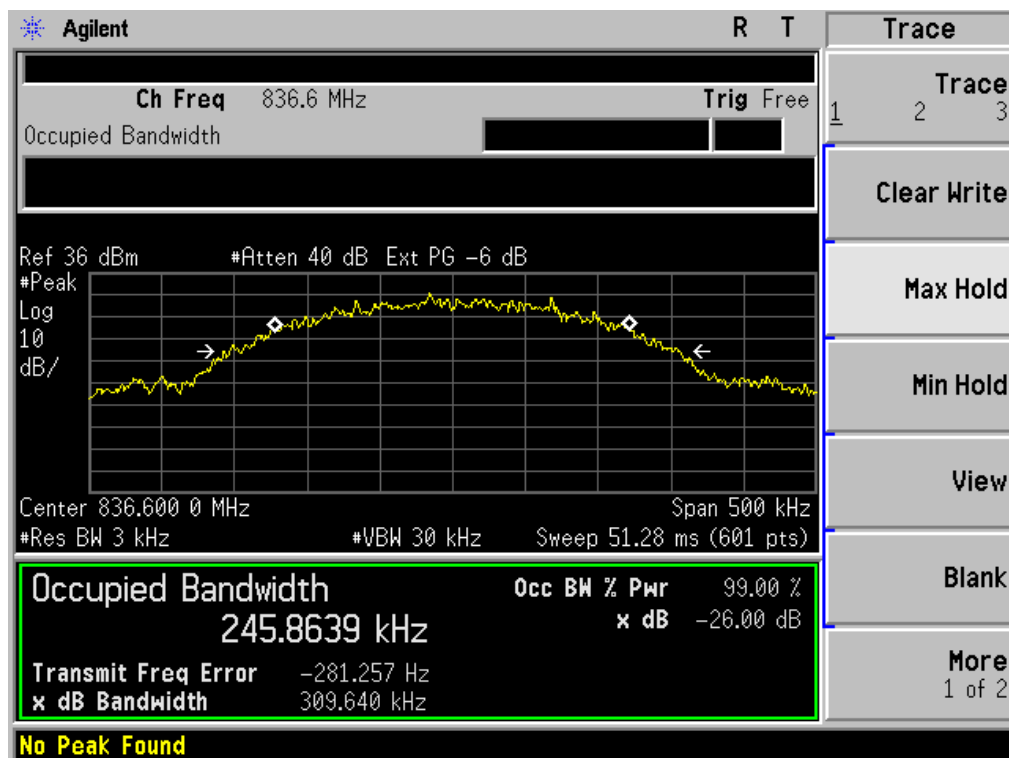 Agilent R T
Ch Freq 836.6 MHz Trig Free
Occupied Bandwidth
Ref 36 dBm #Atten 40 dB Ext PG −6 dB
#Peak
Log
10
dB/
Center 836.600 0 MHz Span 500 kHz
#Res BW 3 kHz #VBW 30 kHz Sweep 51.28 ms (601 pts)
Occupied Bandwidth Occ BW % Pwr 99.00 %
245.8639 kHz x dB −26.00 dB
Transmit Freq Error −281.257 Hz
x dB Bandwidth 309.640 kHz
No Peak Found
Trace
Trace
1 2 3
Clear Write
Max Hold
Min Hold
View
Blank
More
1 of 2